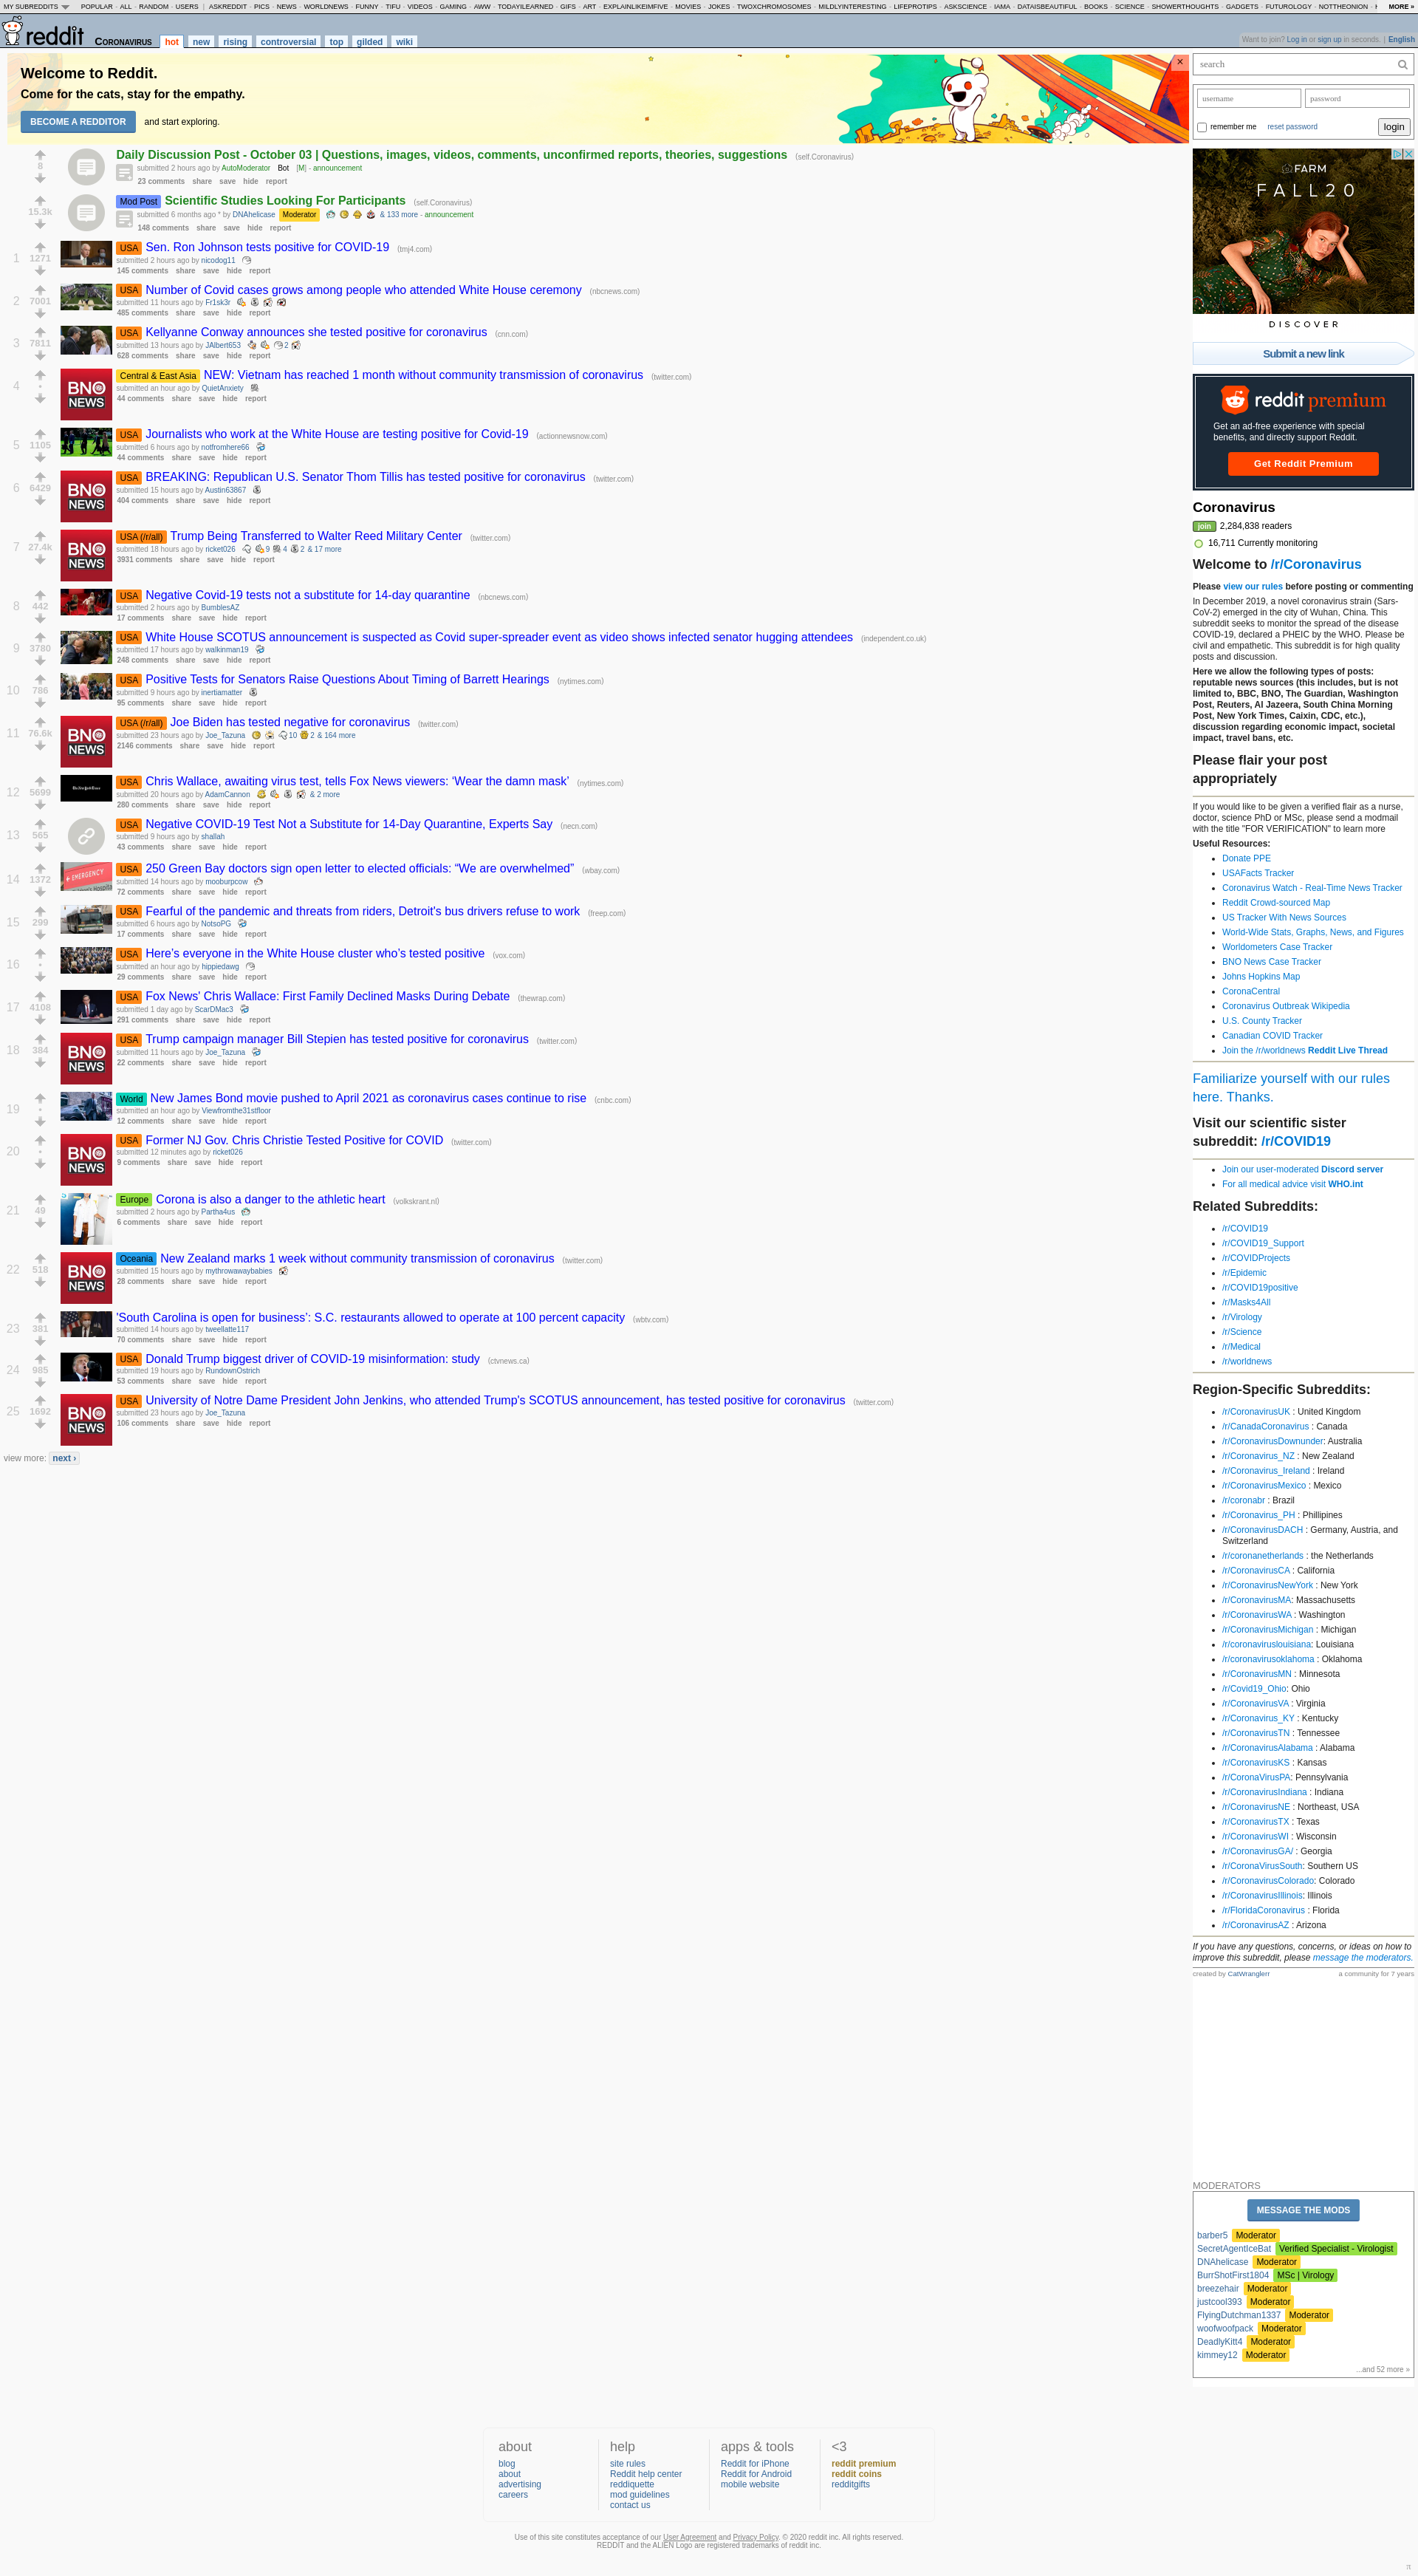 MY SUBREDDITS POPULAR - ALL - RANDOM - USERS | ASKREDDIT - PICS - NEWS - WORLDNEWS - FUNNY - TIFU - VIDEOS - GAMING - AWW - TODAYILEARNED - GIFS - ART - EXPLAINLIKEIMFIVE - MOVIES - JOKES - TWOXCHROMOSOMES - MILDLYINTERESTING - LIFEPROTIPS - ASKSCIENCE - IAMA - DATAISBEAUTIFUL - BOOKS - SCIENCE - SHOWERTHOUGHTS - GADGETS - FUTUROLOGY - NOTTHEONION - MORE »
reddit CORONAVIRUS hot new rising controversial top gilded wiki
Want to join? Log in or sign up in seconds. | English
Welcome to Reddit.
Come for the cats, stay for the empathy.
BECOME A REDDITOR and start exploring.
×
Daily Discussion Post - October 03 | Questions, images, videos, comments, unconfirmed reports, theories, suggestions (self.Coronavirus)
8
submitted 2 hours ago by AutoModerator Bot [M] - announcement
23 comments share save hide report
Mod Post Scientific Studies Looking For Participants (self.Coronavirus)
15.3k
submitted 6 months ago * by DNAhelicase Moderator & 133 more - announcement
148 comments share save hide report
1 1271
USA Sen. Ron Johnson tests positive for COVID-19 (tmj4.com)
submitted 2 hours ago by nicodog11
145 comments share save hide report
2 7001
USA Number of Covid cases grows among people who attended White House ceremony (nbcnews.com)
submitted 11 hours ago by Fr1sk3r
485 comments share save hide report
3 7811
USA Kellyanne Conway announces she tested positive for coronavirus (cnn.com)
submitted 13 hours ago by JAlbert653 2
628 comments share save hide report
4 •
BNO NEWS
Central & East Asia NEW: Vietnam has reached 1 month without community transmission of coronavirus (twitter.com)
submitted an hour ago by QuietAnxiety
44 comments share save hide report
5 1105
USA Journalists who work at the White House are testing positive for Covid-19 (actionnewsnow.com)
submitted 6 hours ago by notfromhere66
44 comments share save hide report
6 6429
BNO NEWS
USA BREAKING: Republican U.S. Senator Thom Tillis has tested positive for coronavirus (twitter.com)
submitted 15 hours ago by Austin63867
404 comments share save hide report
7 27.4k
BNO NEWS
USA (/r/all) Trump Being Transferred to Walter Reed Military Center (twitter.com)
submitted 18 hours ago by ricket026 9 4 2 & 17 more
3931 comments share save hide report
8 442
USA Negative Covid-19 tests not a substitute for 14-day quarantine (nbcnews.com)
submitted 2 hours ago by BumblesAZ
17 comments share save hide report
9 3780
USA White House SCOTUS announcement is suspected as Covid super-spreader event as video shows infected senator hugging attendees (independent.co.uk)
submitted 17 hours ago by walkinman19
248 comments share save hide report
10 786
USA Positive Tests for Senators Raise Questions About Timing of Barrett Hearings (nytimes.com)
submitted 9 hours ago by inertiamatter
95 comments share save hide report
11 76.6k
BNO NEWS
USA (/r/all) Joe Biden has tested negative for coronavirus (twitter.com)
submitted 23 hours ago by Joe_Tazuna 10 2 & 164 more
2146 comments share save hide report
12 5699
USA Chris Wallace, awaiting virus test, tells Fox News viewers: ‘Wear the damn mask’ (nytimes.com)
submitted 20 hours ago by AdamCannon & 2 more
280 comments share save hide report
13 565
USA Negative COVID-19 Test Not a Substitute for 14-Day Quarantine, Experts Say (necn.com)
submitted 9 hours ago by shallah
43 comments share save hide report
14 1372
EMERGENCY
USA 250 Green Bay doctors sign open letter to elected officials: “We are overwhelmed” (wbay.com)
submitted 14 hours ago by mooburpcow
72 comments share save hide report
15 299
USA Fearful of the pandemic and threats from riders, Detroit's bus drivers refuse to work (freep.com)
submitted 6 hours ago by NotsoPG
17 comments share save hide report
16 •
USA Here’s everyone in the White House cluster who’s tested positive (vox.com)
submitted an hour ago by hippiedawg
29 comments share save hide report
17 4108
USA Fox News' Chris Wallace: First Family Declined Masks During Debate (thewrap.com)
submitted 1 day ago by ScarDMac3
291 comments share save hide report
18 384
BNO NEWS
USA Trump campaign manager Bill Stepien has tested positive for coronavirus (twitter.com)
submitted 11 hours ago by Joe_Tazuna
22 comments share save hide report
19 •
World New James Bond movie pushed to April 2021 as coronavirus cases continue to rise (cnbc.com)
submitted an hour ago by Viewfromthe31stfloor
12 comments share save hide report
20 •
BNO NEWS
USA Former NJ Gov. Chris Christie Tested Positive for COVID (twitter.com)
submitted 12 minutes ago by ricket026
9 comments share save hide report
21 49
Europe Corona is also a danger to the athletic heart (volkskrant.nl)
submitted 2 hours ago by Partha4us
6 comments share save hide report
22 518
BNO NEWS
Oceania New Zealand marks 1 week without community transmission of coronavirus (twitter.com)
submitted 15 hours ago by mythrowawaybabies
28 comments share save hide report
23 381
'South Carolina is open for business': S.C. restaurants allowed to operate at 100 percent capacity (wbtv.com)
submitted 14 hours ago by tweellatte117
70 comments share save hide report
24 985
USA Donald Trump biggest driver of COVID-19 misinformation: study (ctvnews.ca)
submitted 19 hours ago by RundownOstrich
53 comments share save hide report
25 1692
BNO NEWS
USA University of Notre Dame President John Jenkins, who attended Trump's SCOTUS announcement, has tested positive for coronavirus (twitter.com)
submitted 23 hours ago by Joe_Tazuna
106 comments share save hide report
view more: next ›
search
username password
remember me reset password login
FARM
FALL20
DISCOVER
Submit a new link
reddit premium
Get an ad-free experience with special
benefits, and directly support Reddit.
Get Reddit Premium
Coronavirus
join 2,284,838 readers
16,711 Currently monitoring
Welcome to /r/Coronavirus
Please view our rules before posting or commenting
In December 2019, a novel coronavirus strain (Sars-
CoV-2) emerged in the city of Wuhan, China. This
subreddit seeks to monitor the spread of the disease
COVID-19, declared a PHEIC by the WHO. Please be
civil and empathetic. This subreddit is for high quality
posts and discussion.
Here we allow the following types of posts:
reputable news sources (this includes, but is not
limited to, BBC, BNO, The Guardian, Washington
Post, Reuters, Al Jazeera, South China Morning
Post, New York Times, Caixin, CDC, etc.),
discussion regarding economic impact, societal
impact, travel bans, etc.
Please flair your post
appropriately
If you would like to be given a verified flair as a nurse,
doctor, science PhD or MSc, please send a modmail
with the title "FOR VERIFICATION" to learn more
Useful Resources:
Donate PPE
USAFacts Tracker
Coronavirus Watch - Real-Time News Tracker
Reddit Crowd-sourced Map
US Tracker With News Sources
World-Wide Stats, Graphs, News, and Figures
Worldometers Case Tracker
BNO News Case Tracker
Johns Hopkins Map
CoronaCentral
Coronavirus Outbreak Wikipedia
U.S. County Tracker
Canadian COVID Tracker
Join the /r/worldnews Reddit Live Thread
Familiarize yourself with our rules
here. Thanks.
Visit our scientific sister
subreddit: /r/COVID19
Join our user-moderated Discord server
For all medical advice visit WHO.int
Related Subreddits:
/r/COVID19
/r/COVID19_Support
/r/COVIDProjects
/r/Epidemic
/r/COVID19positive
/r/Masks4All
/r/Virology
/r/Science
/r/Medical
/r/worldnews
Region-Specific Subreddits:
/r/CoronavirusUK : United Kingdom
/r/CanadaCoronavirus : Canada
/r/CoronavirusDownunder: Australia
/r/Coronavirus_NZ : New Zealand
/r/Coronavirus_Ireland : Ireland
/r/CoronavirusMexico : Mexico
/r/coronabr : Brazil
/r/Coronavirus_PH : Phillipines
/r/CoronavirusDACH : Germany, Austria, and
Switzerland
/r/coronanetherlands : the Netherlands
/r/CoronavirusCA : California
/r/CoronavirusNewYork : New York
/r/CoronavirusMA: Massachusetts
/r/CoronavirusWA : Washington
/r/CoronavirusMichigan : Michigan
/r/coronaviruslouisiana: Louisiana
/r/coronavirusoklahoma : Oklahoma
/r/CoronavirusMN : Minnesota
/r/Covid19_Ohio: Ohio
/r/CoronavirusVA : Virginia
/r/Coronavirus_KY : Kentucky
/r/CoronavirusTN : Tennessee
/r/CoronavirusAlabama : Alabama
/r/CoronavirusKS : Kansas
/r/CoronaVirusPA: Pennsylvania
/r/CoronavirusIndiana : Indiana
/r/CoronavirusNE : Northeast, USA
/r/CoronavirusTX : Texas
/r/CoronavirusWI : Wisconsin
/r/CoronavirusGA/ : Georgia
/r/CoronaVirusSouth: Southern US
/r/CoronavirusColorado: Colorado
/r/CoronavirusIllinois: Illinois
/r/FloridaCoronavirus : Florida
/r/CoronavirusAZ : Arizona
If you have any questions, concerns, or ideas on how to
improve this subreddit, please message the moderators.
created by CatWranglerr a community for 7 years
MODERATORS
MESSAGE THE MODS
barber5 Moderator
SecretAgentIceBat Verified Specialist - Virologist
DNAhelicase Moderator
BurrShotFirst1804 MSc | Virology
breezehair Moderator
justcool393 Moderator
FlyingDutchman1337 Moderator
woofwoofpack Moderator
DeadlyKitt4 Moderator
kimmey12 Moderator
...and 52 more »
about
blog
about
advertising
careers
help
site rules
Reddit help center
reddiquette
mod guidelines
contact us
apps & tools
Reddit for iPhone
Reddit for Android
mobile website
<3
reddit premium
reddit coins
redditgifts
Use of this site constitutes acceptance of our User Agreement and Privacy Policy. © 2020 reddit inc. All rights reserved.
REDDIT and the ALIEN Logo are registered trademarks of reddit inc.